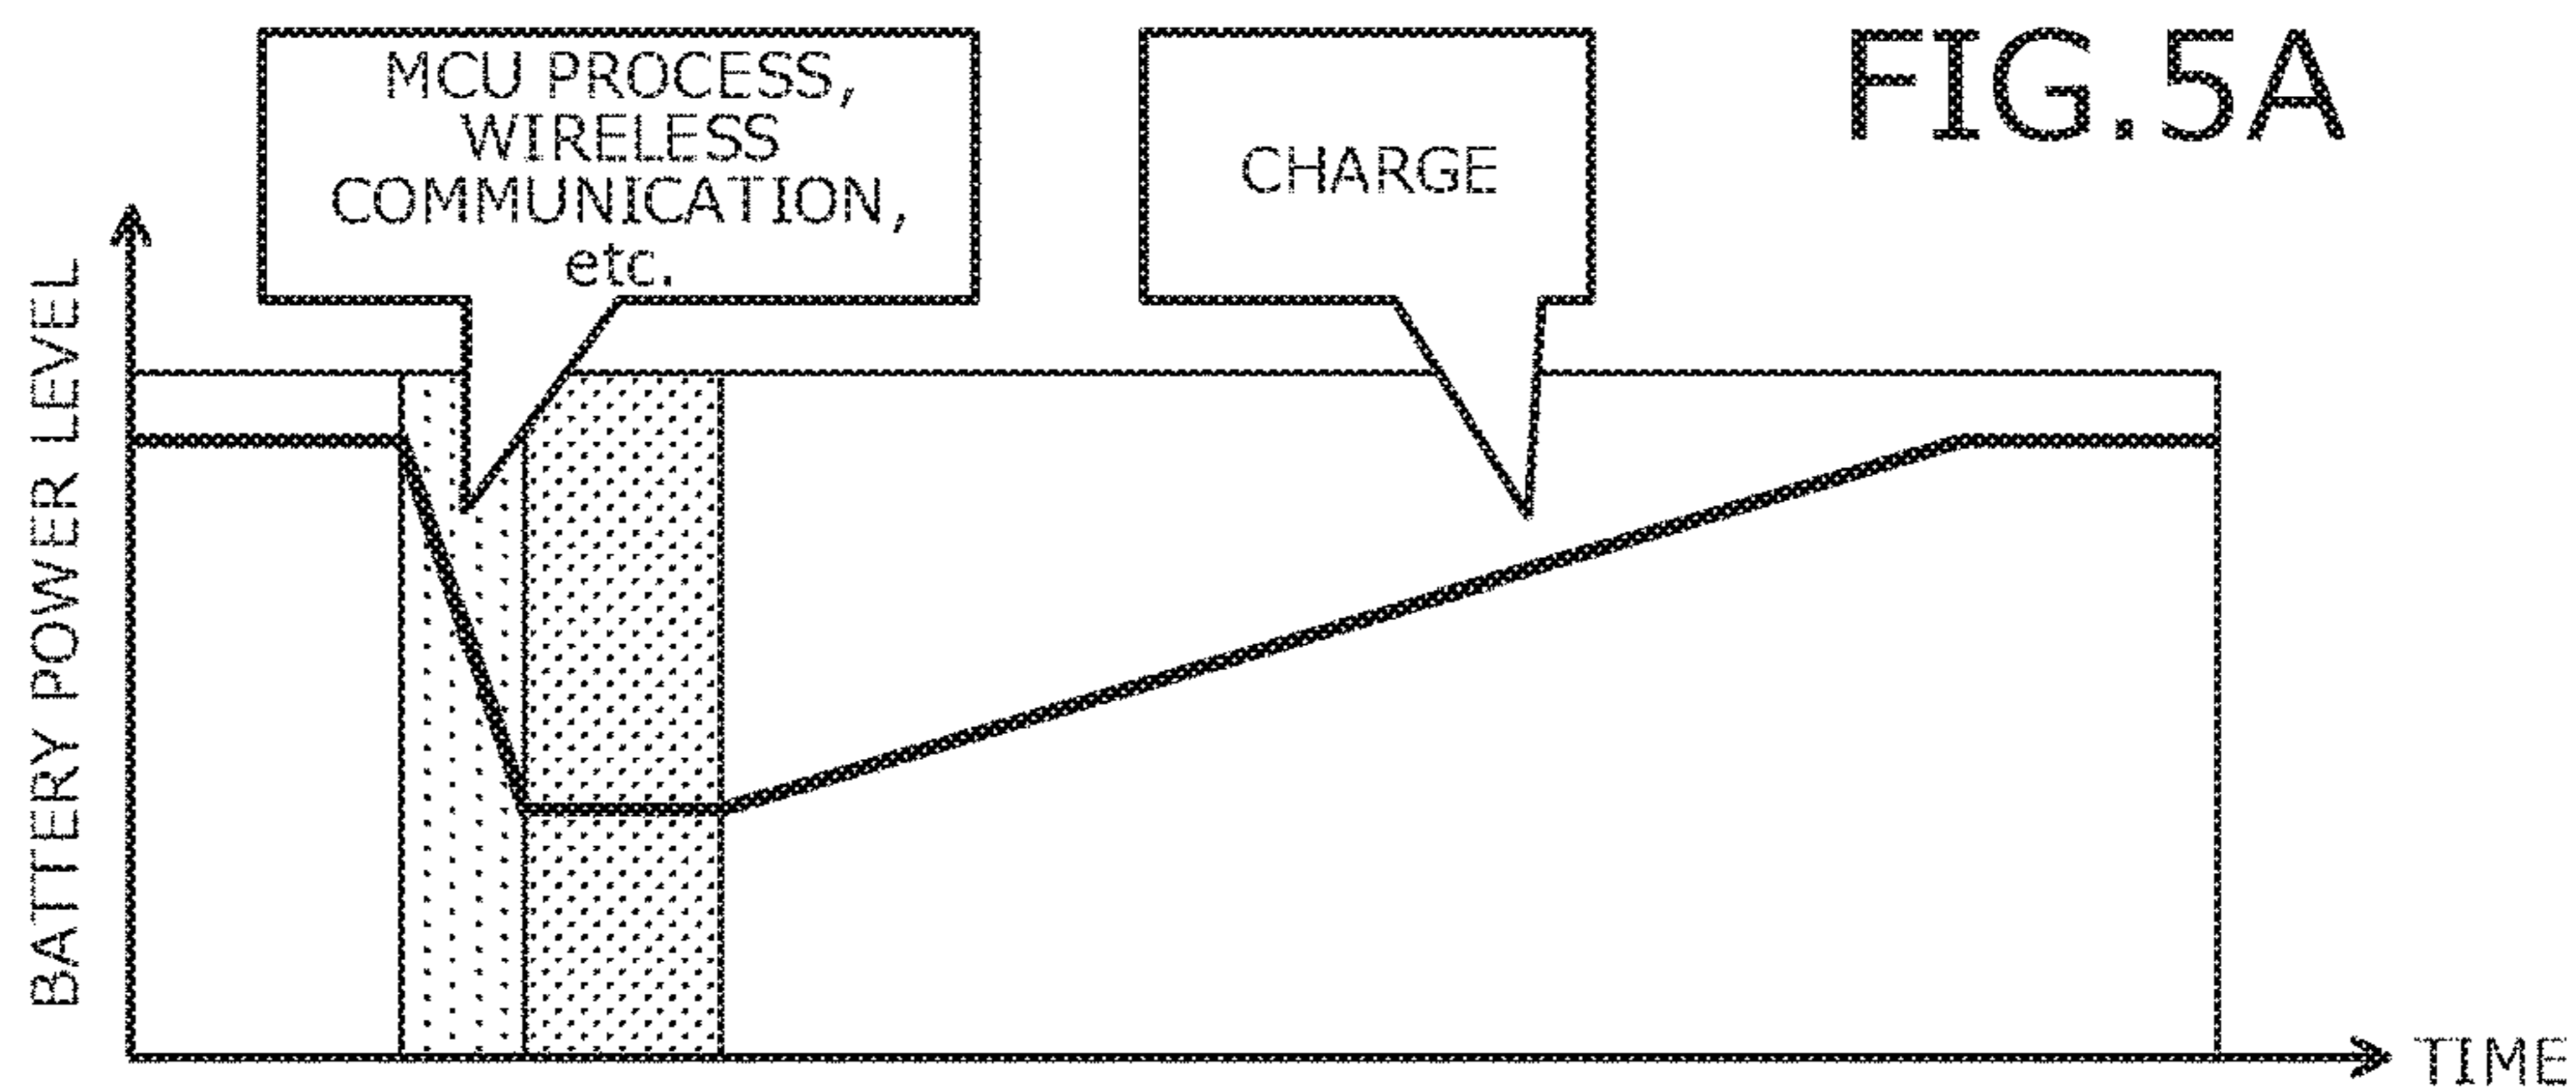 FIG.5A
MCU PROCESS,
WIRELESS
COMMUNICATION,
etc.
CHARGE
BATTERY POWER LEVEL
TIME